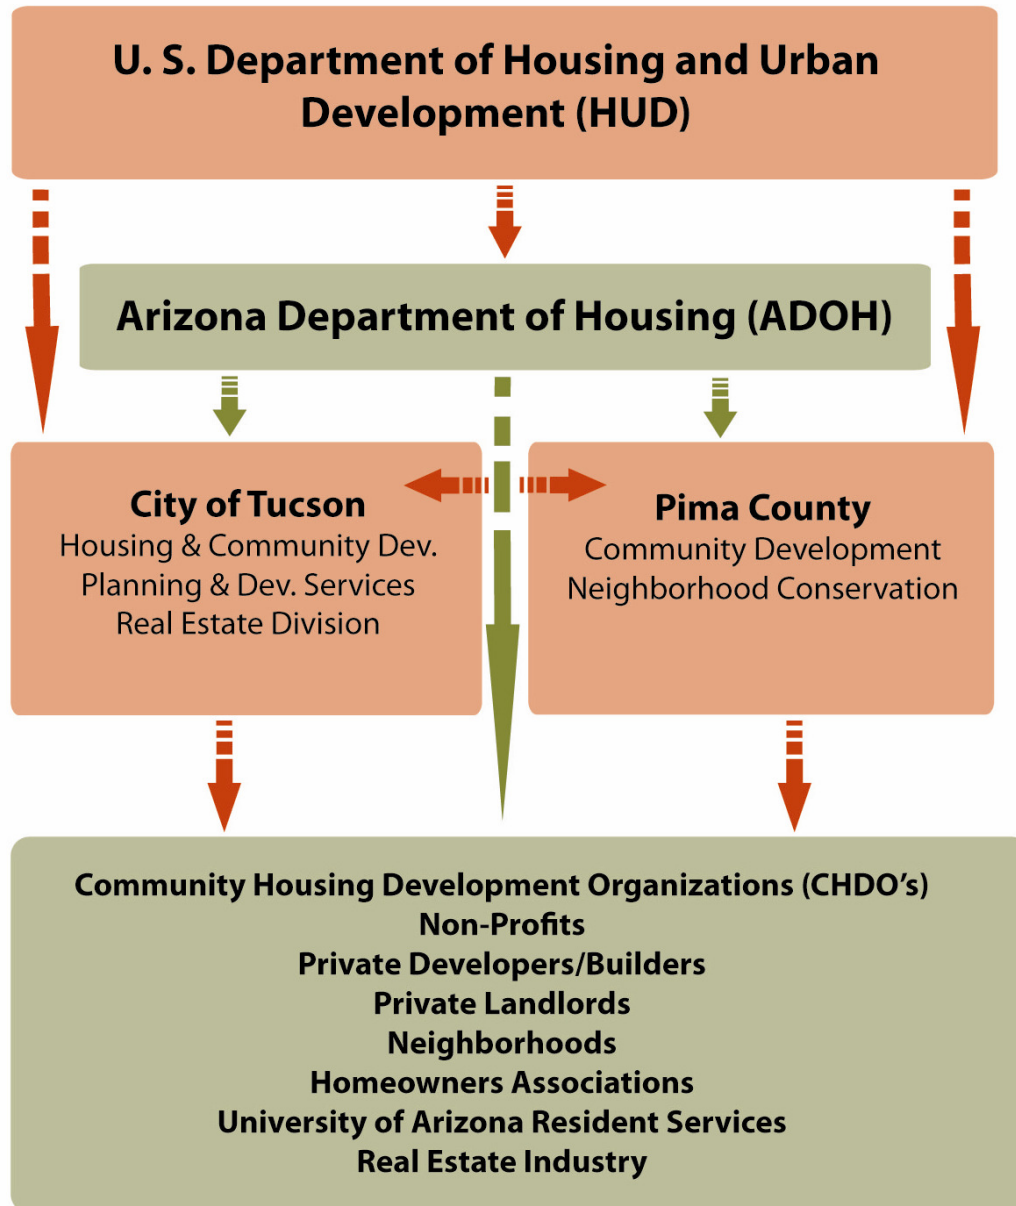 U. S. Department of Housing and Urban
Development (HUD)
Arizona Department of Housing (ADOH)
City of Tucson
Housing & Community Dev.
Planning & Dev. Services
Real Estate Division
Pima County
Community Development
Neighborhood Conservation
Community Housing Development Organizations (CHDO’s)
Non-Profits
Private Developers/Builders
Private Landlords
Neighborhoods
Homeowners Associations
University of Arizona Resident Services
Real Estate Industry